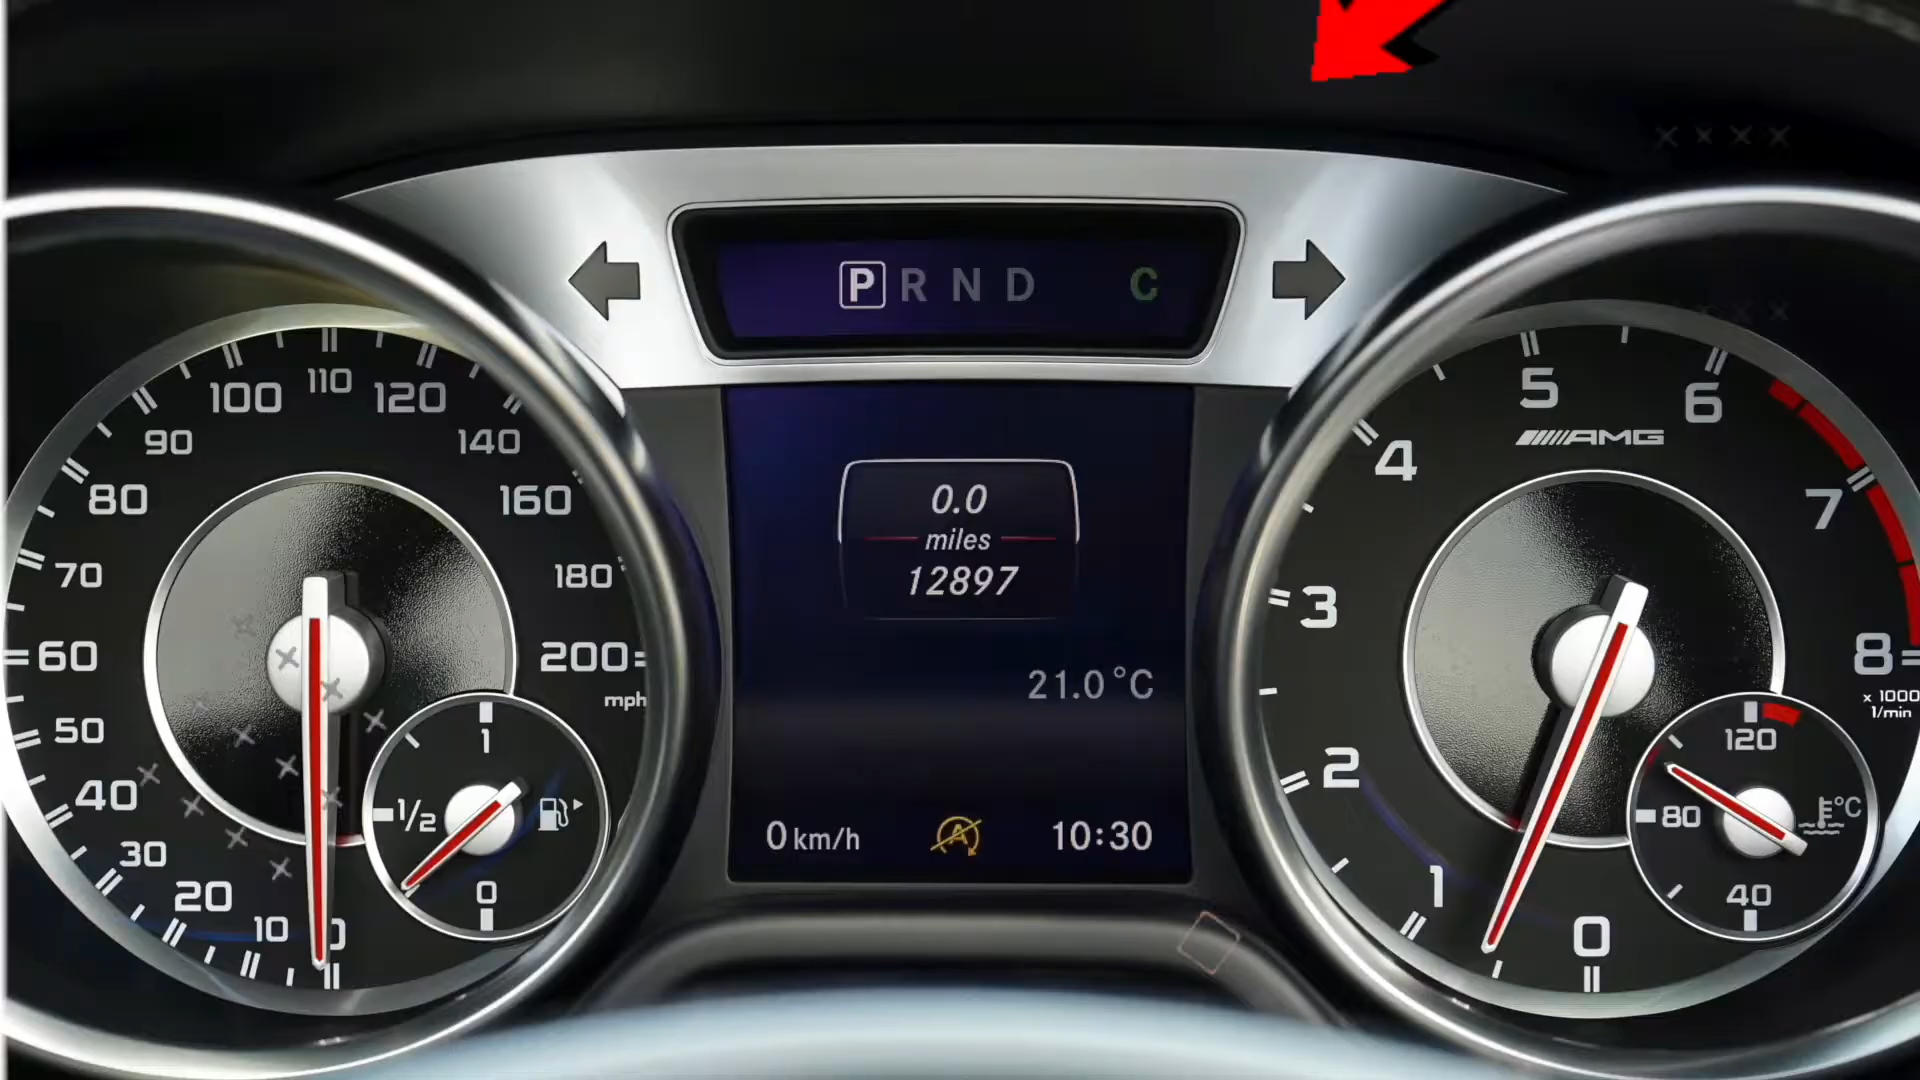 P R N D C
100 110 120
90 140
80 160
70 180
60 200
mph
50
40
30
20
10 0
1
1/2
0
0.0
miles
12897
21.0°C
0 km/h A 10:30
5 6
AMG
4 7
3
8
x 1000
1/min
2
1 0
120
80 °C
40